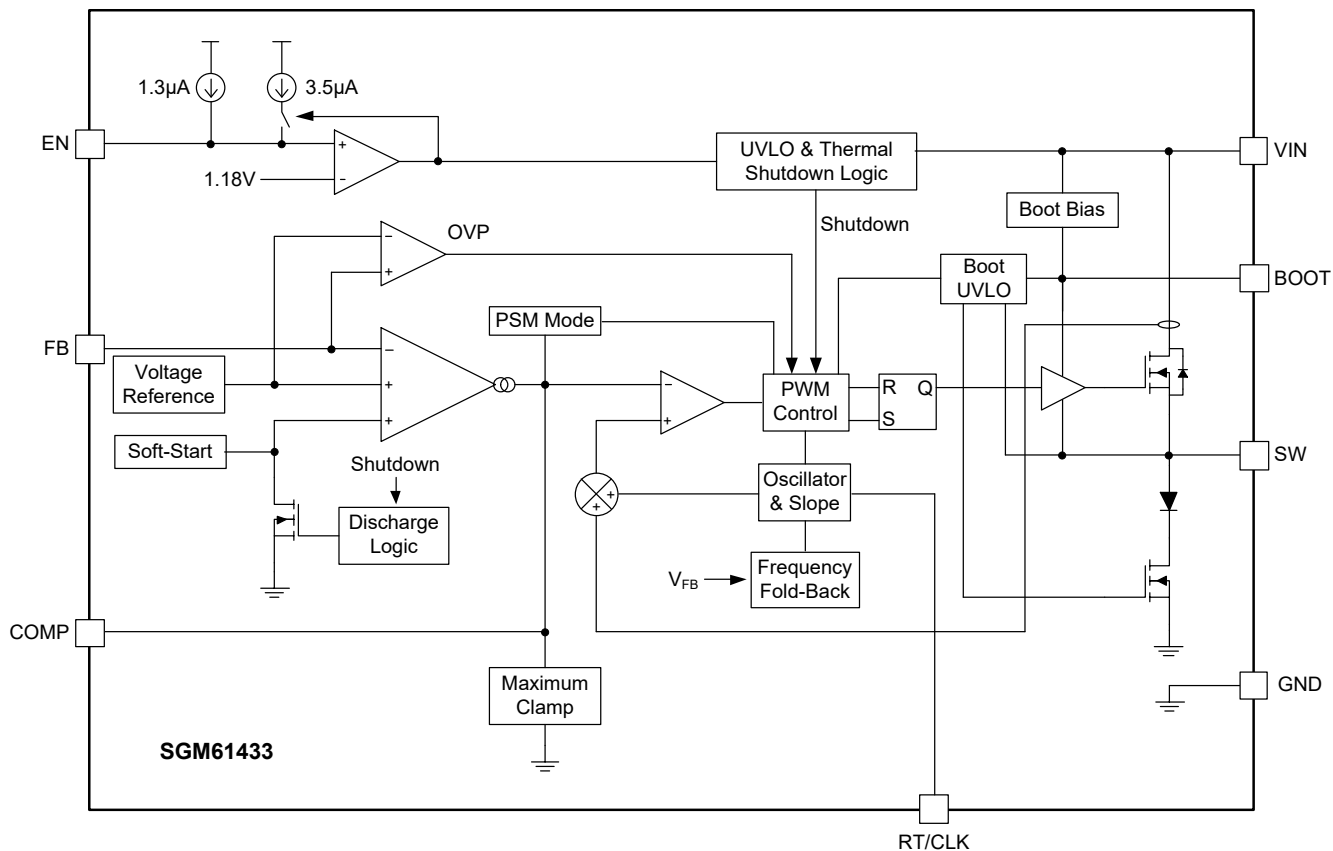 1.3µA
3.5µA
EN
+
−
1.18V
UVLO & Thermal
Shutdown Logic
VIN
Boot Bias
Shutdown
OVP
−
+
Boot
UVLO
BOOT
PSM Mode
FB
−
+
+
Voltage
Reference
−
+
PWM
Control
R
Q
S
Soft-Start
SW
Shutdown
Discharge
Logic
+
+
Oscillator
& Slope
VFB
Frequency
Fold-Back
COMP
Maximum
Clamp
GND
SGM61433
RT/CLK